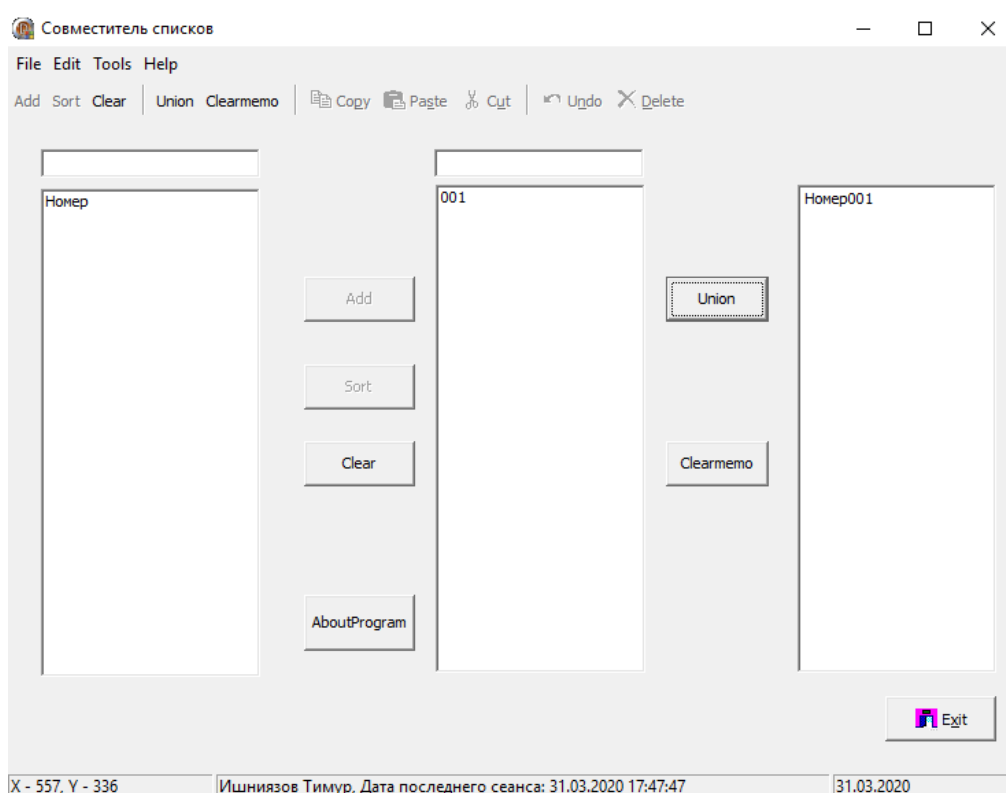 Совместитель списков
File Edit Tools Help
Add Sort Clear Union Clearmemo Copy Paste Cut Undo Delete
Номер
001
Номер001
Add
Union
Sort
Clear
Clearmemo
AboutProgram
Exit
X - 557, Y - 336
Ишниязов Тимур, Дата последнего сеанса: 31.03.2020 17:47:47
31.03.2020